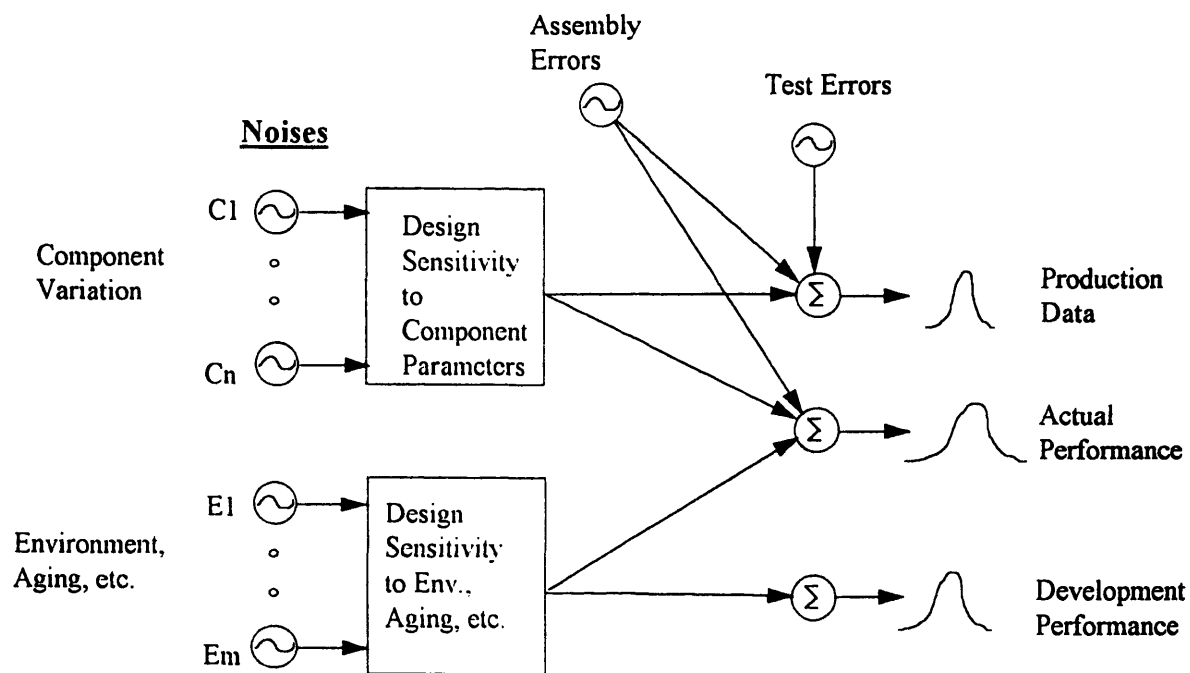 Assembly
Errors
Test Errors
Noises
C1
Component
Variation
Cn
Design
Sensitivity
to
Component
Parameters
Σ
Production
Data
Σ
Actual
Performance
E1
Environment,
Aging, etc.
Em
Design
Sensitivity
to Env.,
Aging, etc.
Σ
Development
Performance